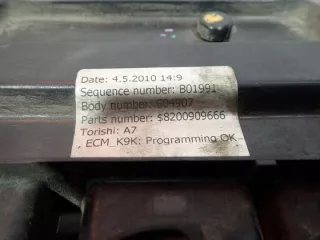 Date: 4.5.2010 14:9
Sequence number: B01991
Body number: 604907
Parts number: $8200909666
Torishi: A7
ECM_K9K: Programming OK